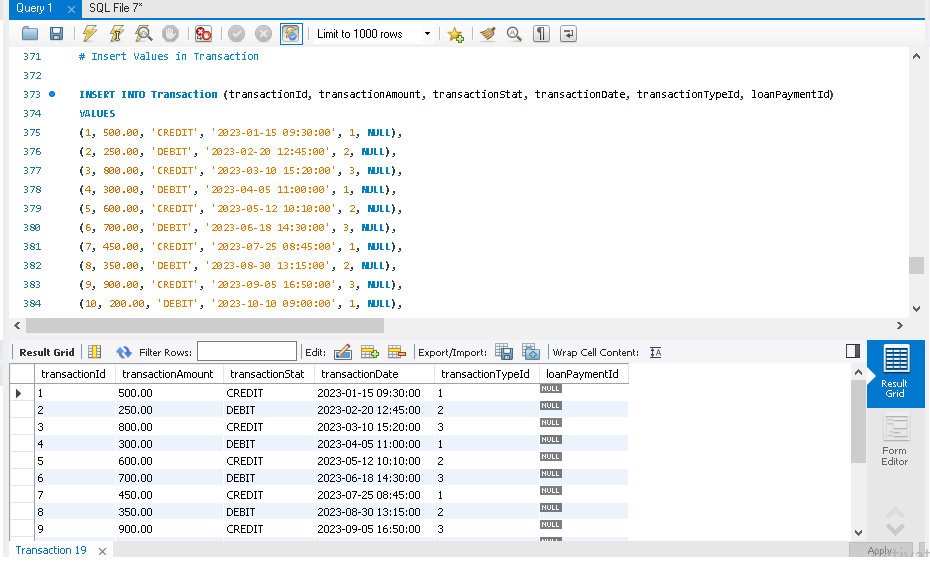 Query 1 SQL File 7*
Limit to 1000 rows
371 # Insert Values in Transaction
372
373 INSERT INTO Transaction (transactionId, transactionAmount, transactionStat, transactionDate, transactionTypeId, loanPaymentId)
374 VALUES
375 (1, 500.00, 'CREDIT', '2023-01-15 09:30:00', 1, NULL),
376 (2, 250.00, 'DEBIT', '2023-02-20 12:45:00', 2, NULL),
377 (3, 800.00, 'CREDIT', '2023-03-10 15:20:00', 3, NULL),
378 (4, 300.00, 'DEBIT', '2023-04-05 11:00:00', 1, NULL),
379 (5, 600.00, 'CREDIT', '2023-05-12 10:10:00', 2, NULL),
380 (6, 700.00, 'DEBIT', '2023-06-18 14:30:00', 3, NULL),
381 (7, 450.00, 'CREDIT', '2023-07-25 08:45:00', 1, NULL),
382 (8, 350.00, 'DEBIT', '2023-08-30 13:15:00', 2, NULL),
383 (9, 900.00, 'CREDIT', '2023-09-05 16:50:00', 3, NULL),
384 (10, 200.00, 'DEBIT', '2023-10-10 09:00:00', 1, NULL),
Result Grid Filter Rows: Edit: Export/Import: Wrap Cell Content: IA
transactionId transactionAmount transactionStat transactionDate transactionTypeId loanPaymentId
1 500.00 CREDIT 2023-01-15 09:30:00 1 NULL
2 250.00 DEBIT 2023-02-20 12:45:00 2 NULL
3 800.00 CREDIT 2023-03-10 15:20:00 3 NULL
4 300.00 DEBIT 2023-04-05 11:00:00 1 NULL
5 600.00 CREDIT 2023-05-12 10:10:00 2 NULL
6 700.00 DEBIT 2023-06-18 14:30:00 3 NULL
7 450.00 CREDIT 2023-07-25 08:45:00 1 NULL
8 350.00 DEBIT 2023-08-30 13:15:00 2 NULL
9 900.00 CREDIT 2023-09-05 16:50:00 3 NULL
Result
Grid
Form
Editor
Transaction 19
Apply